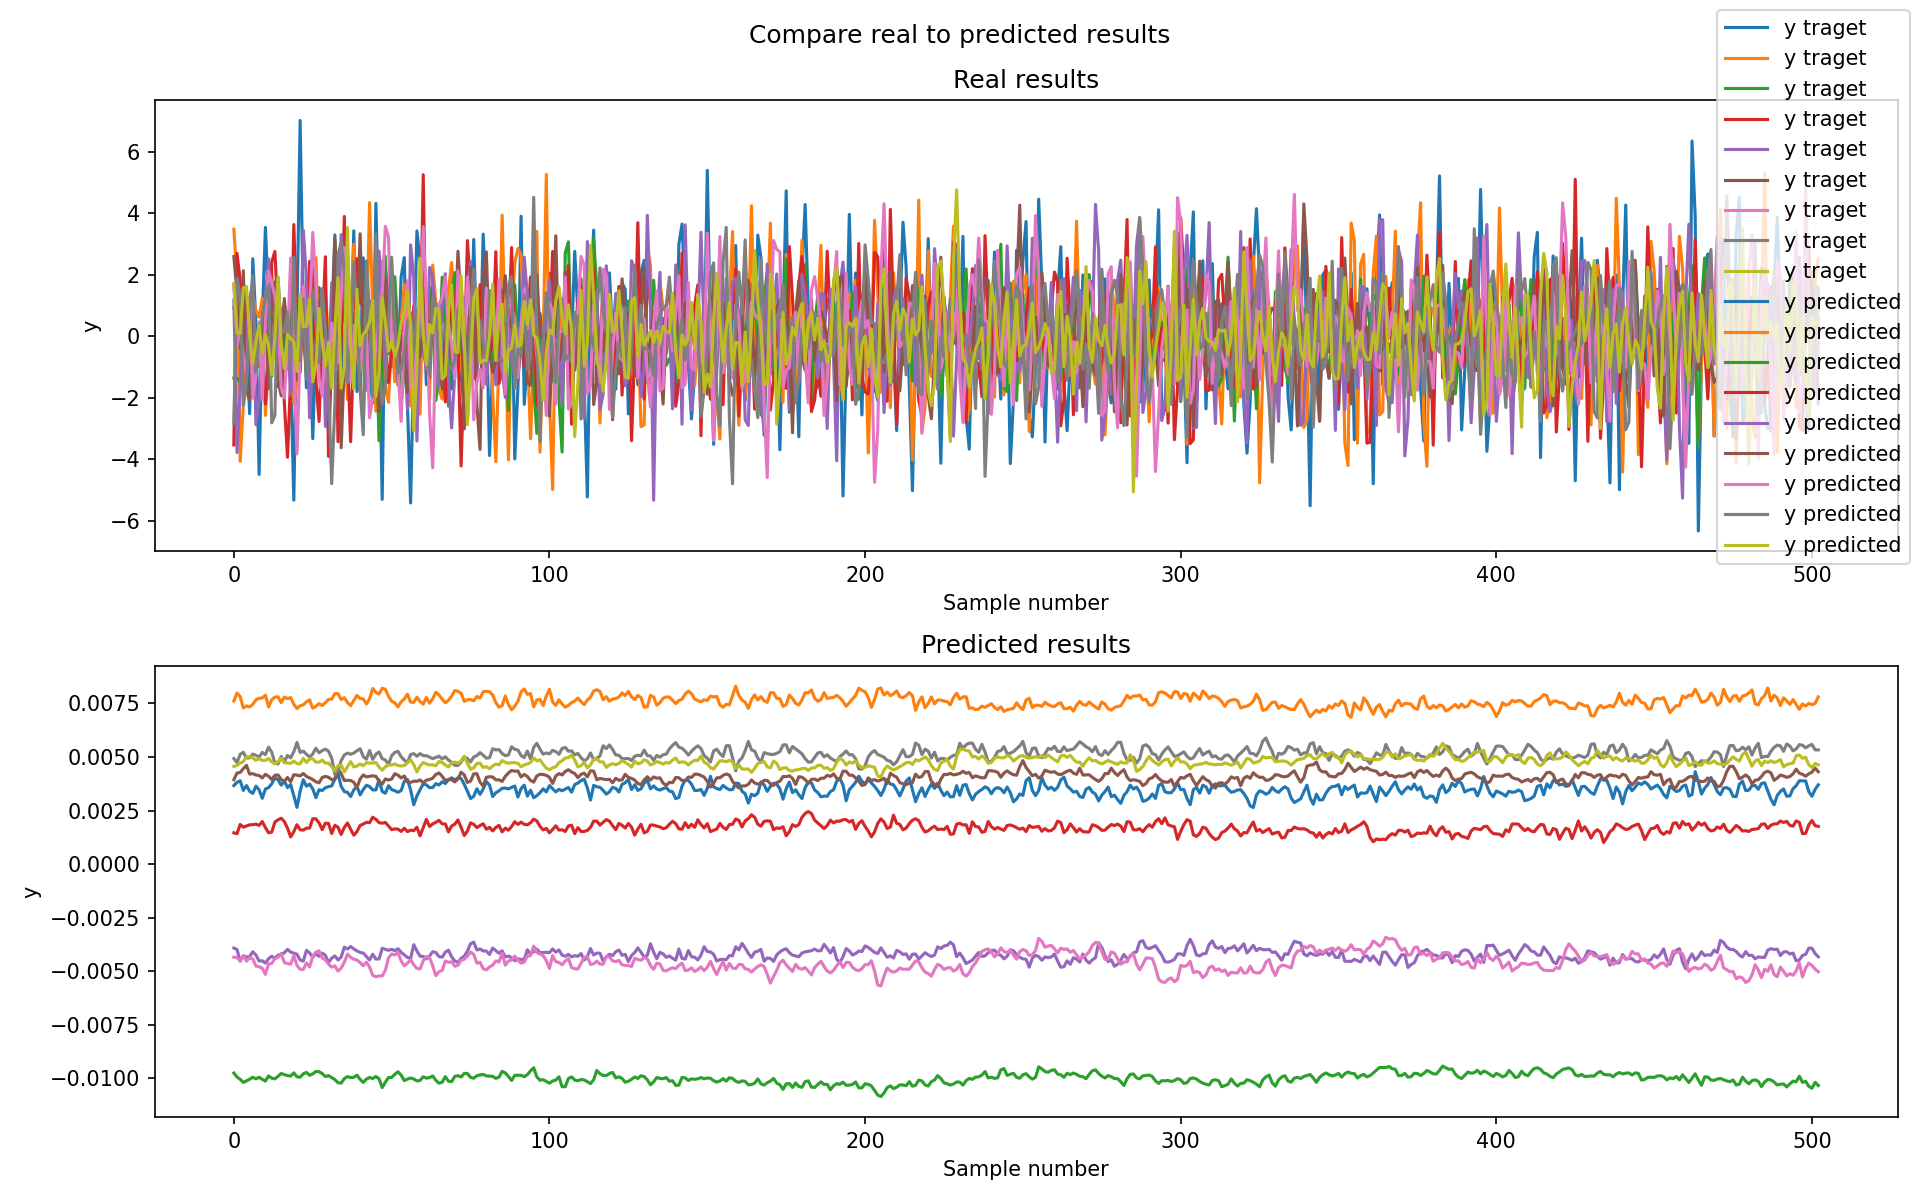 Compare real to predicted results
Real results
y traget
y traget
y traget
y traget
y traget
y traget
y traget
y traget
y traget
y predicted
y predicted
y predicted
y predicted
y predicted
y predicted
y predicted
y predicted
y predicted
6
4
2
0
−2
−4
−6
y
0
100
200
300
400
500
Sample number
Predicted results
0.0075
0.0050
0.0025
0.0000
−0.0025
−0.0050
−0.0075
−0.0100
y
0
100
200
300
400
500
Sample number